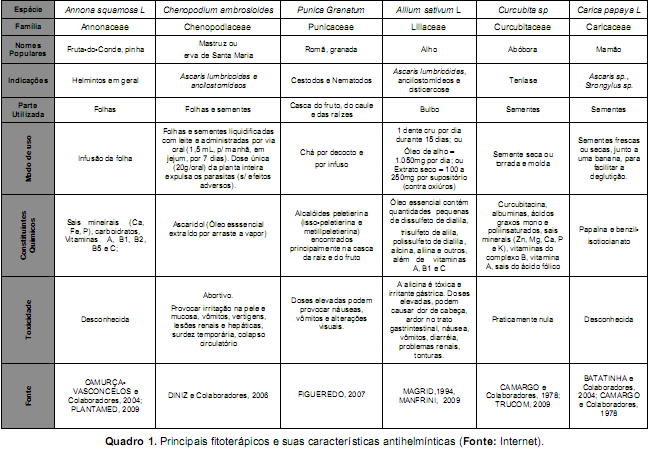 Espécie
Annona squamosa L
Chenopodium ambrosioides
Punica Granatum
Allium sativum L
Curcubita sp
Carica papaya L
Família
Annonaceae
Chenopodiaceae
Punicaceae
Liliaceae
Curcubitaceae
Caricaceae
Nomes
Populares
Fruta-do-Conde, pinha
Mastruz ou
erva de Santa Maria
Romã, granada
Alho
Abóbora
Mamão
Indicações
Helmintos em geral
Ascaris lumbricoides e
ancilostomídeos
Cestodos e Nematodos
Ascaris lumbricóides,
ancilostomídeos e
cisticercose
Teníase
Ascaris sp.,
Strongylus sp.
Parte
Utilizada
Folhas
Folhas e sementes
Casca do fruto, do caule
e das raízes
Bulbo
Sementes
Sementes
Modo de uso
Infusão da folha
Folhas e sementes liquidificadas
com leite e administradas por via
oral (1,5 mL, p/ manhã, em
jejum, por 7 dias). Dose única
(20g/oral) da planta inteira
expulsa os parasitas (s/ efeitos
adversos).
Chá por decocto e
por infuso
1 dente cru por dia
durante 15 dias; ou
Óleo de alho =
1.050mg por dia; ou
Extrato seco = 100 a
250mg por supositório
(contra oxiúros)
Semente seca ou
torrada e moída
Sementes frescas
ou secas, junto a
uma banana, para
facilitar a
deglutição.
Constituintes
Químicos
Sais mineirais (Ca,
Fe, P), carboidratos,
Vitaminas A, B1, B2,
B5 e C;
Ascaridol (Óleo esssencial
extraído por arraste a vapor)
Alcalóides peletierina
(isso-peletierina e
metilpeletierina)
encontrados
principalmente na casca
da raiz e do fruto
Óleo essencial contém
quantidades pequenas
de dissulfeto de dialila,
trisulfeto de alila,
polissulfeto de dialila,
alicina, aliina e outros,
além de vitaminas
A, B1 e C
Curcubitacina,
albuminas, ácidos
graxos mono e
poliinsaturados, sais
minerais (Zn, Mg, Ca, P
e K), vitaminas do
complexo B, vitamina
A, sais do ácido fólico
Papaína e benzil-
isotiocianato
Toxicidade
Desconhecida
Abortivo.
Provocar irritação na pele e
mucosa, vômitos, vertigens,
lesões renais e hepáticas,
surdez temporária, colapso
circulatório
Doses elevadas podem
provocar náuseas,
vômitos e alterações
visuais.
A alicina é tóxica e
irritante gástrica. Doses
elevadas, podem
causar dor de cabeça,
ardor no trato
gastrintestinal, náusea,
vômitos, diarréia,
problemas renais,
tonturas.
Praticamente nula
Desconhecida
Fonte
CAMURÇA-
VASCONCELOS e
Colaboradores, 2004;
PLANTAMED, 2009
DINIZ e Colaboradores, 2006
FIGUEREDO, 2007
MAGRID,1994,
MANFRINI, 2009
CAMARGO e
Colaboradores,
1978; TRUCOM, 2009
BATATINHA e
Colaboradores,
2004; CAMARGO
e Colaboradores,
1978
Quadro 1. Principais fitoterápicos e suas características antihelmínticas (Fonte: Internet).